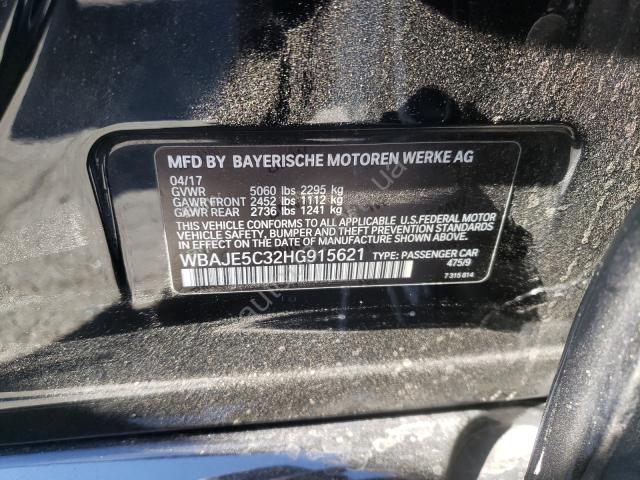 MFD BY BAYERISCHE MOTOREN WERKE AG
04/17
GVWR 5060 lbs 2295 kg
GAWR FRONT 2452 lbs 1112 kg
GAWR REAR 2736 lbs 1241 kg
THIS VEHICLE CONFORMS TO ALL APPLICABLE U.S.FEDERAL MOTOR
VEHICLE SAFETY, BUMPER, AND THEFT PREVENTION STANDARDS
IN EFFECT ON THE DATE OF MANUFACTURE SHOWN ABOVE.
WBAJE5C32HG915621 TYPE: PASSENGER CAR
475/9
7 315 814